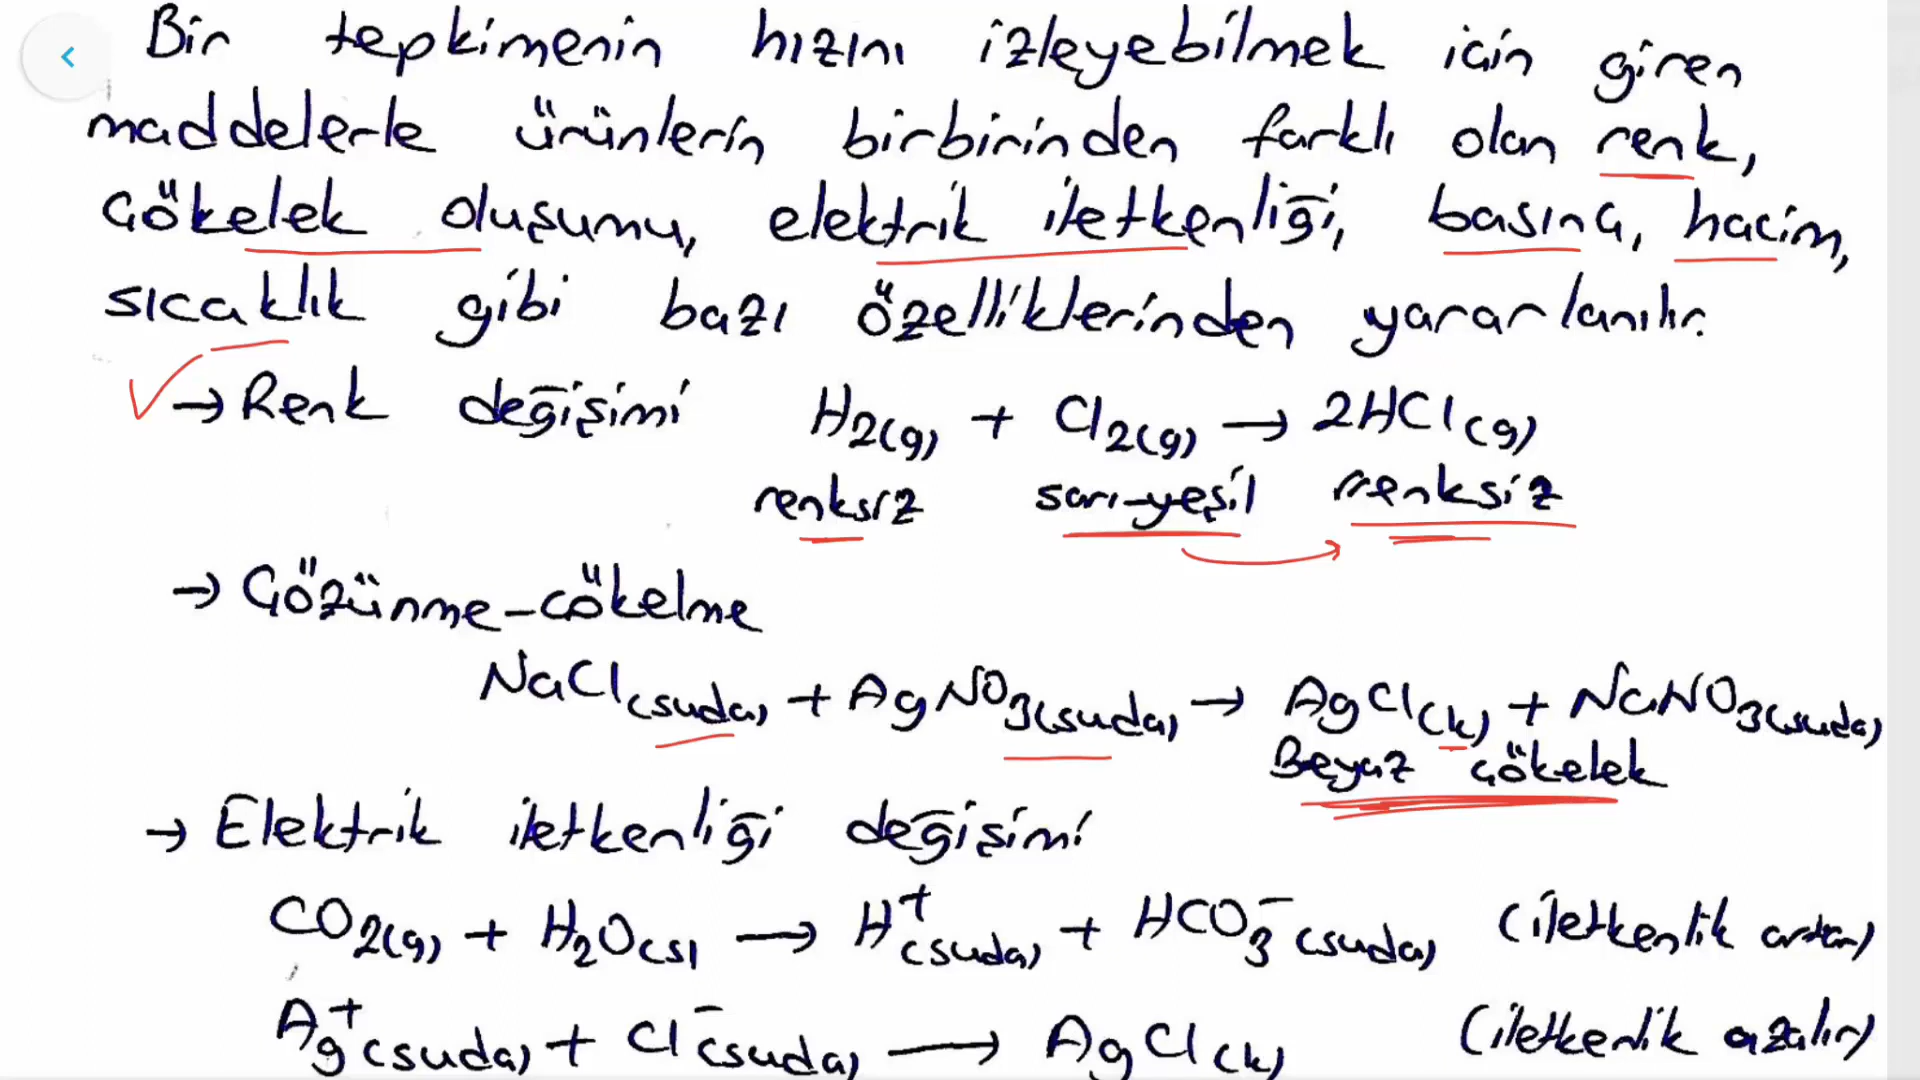 Bir tepkimenin hızını izleyebilmek için giren
maddelerle ürünlerin birbirinden farklı olan renk,
çökelek oluşumu, elektrik iletkenliği, basınç, hacim,
sıcaklık gibi bazı özelliklerinden yararlanılır.
→ Renk değişimi H2(g) + Cl2(g) → 2HCl(g)
renksiz sarı-yeşil renksiz
→ Çözünme-çökelme
NaCl(suda) + AgNO3(suda) → AgCl(k) + NaNO3(suda)
Beyaz çökelek
→ Elektrik iletkenliği değişimi
CO2(g) + H2O(s) → H+(suda) + HCO3-(suda) (iletkenlik artar)
Ag+(suda) + Cl-(suda) → AgCl(k) (iletkenlik azalır)